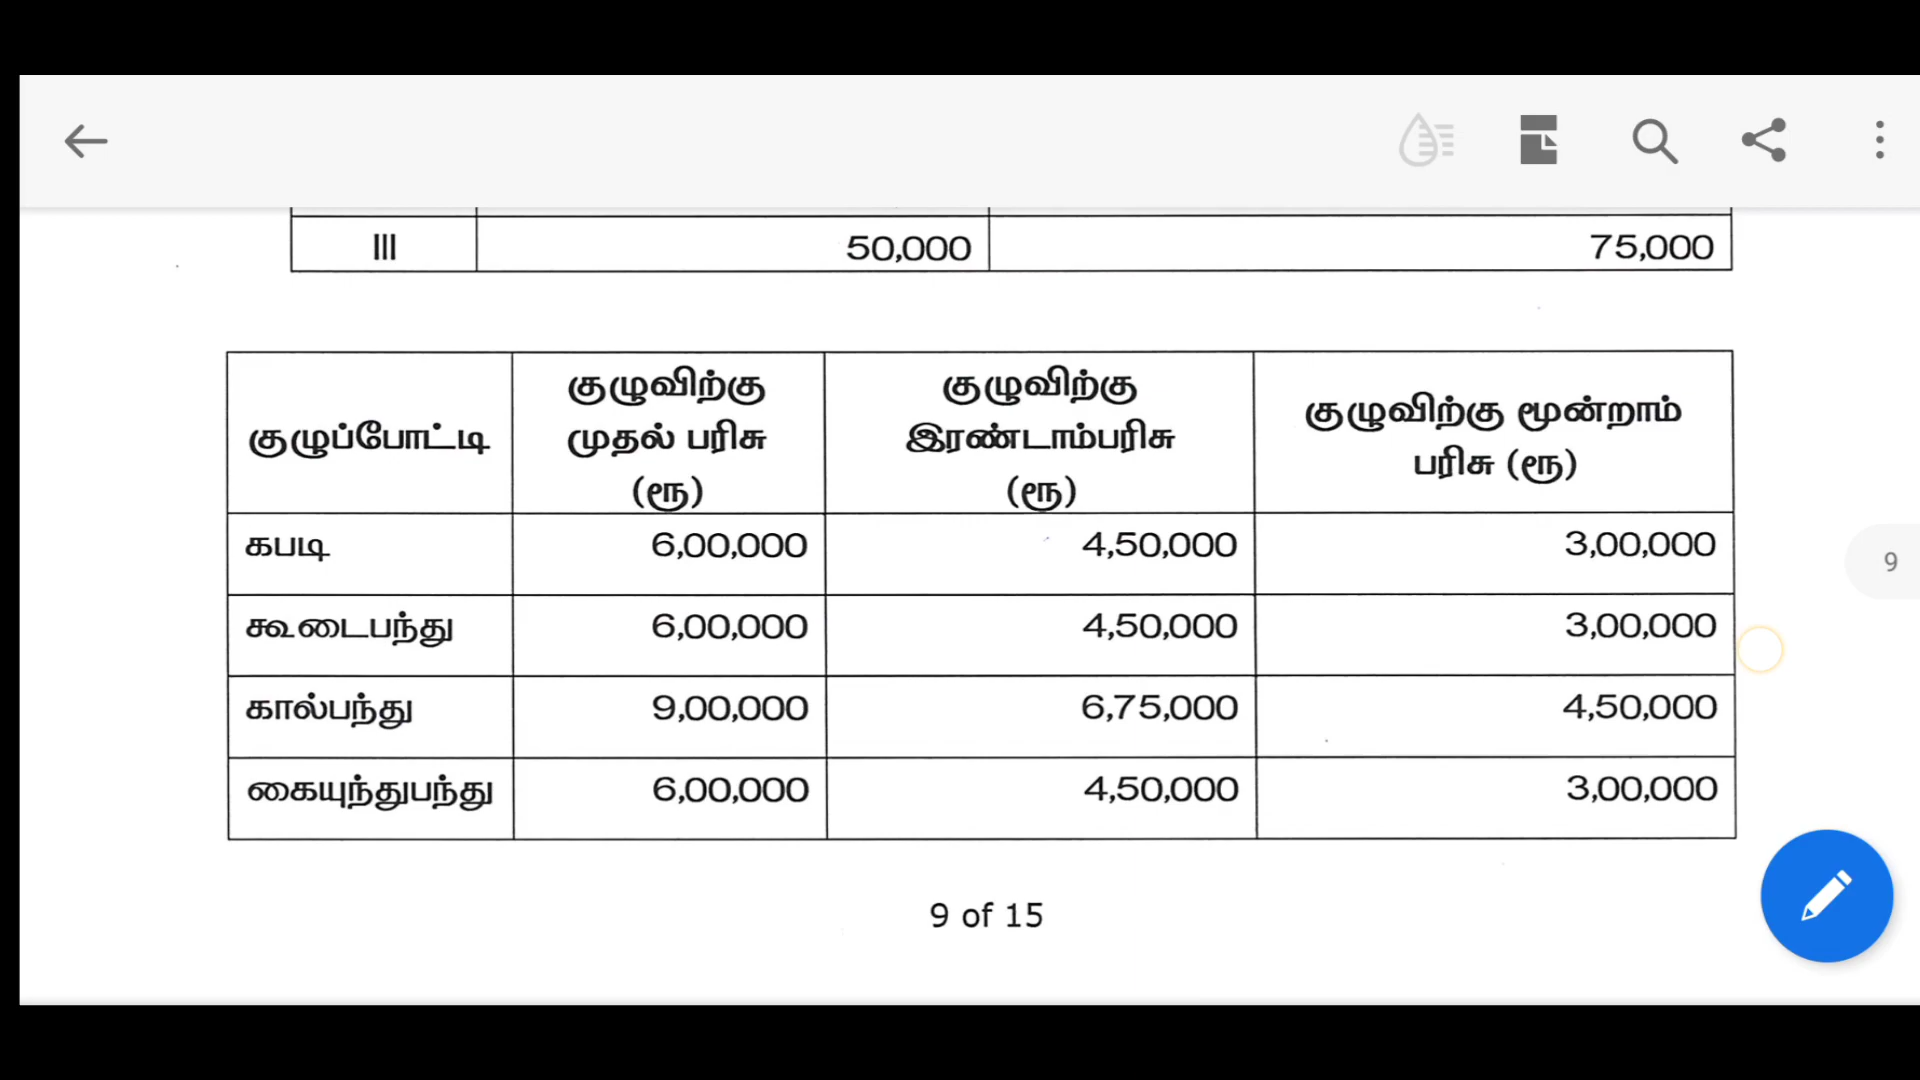 III 50,000 75,000
குழுப்போட்டி குழுவிற்கு முதல் பரிசு (ரூ) குழுவிற்கு இரண்டாம்பரிசு (ரூ) குழுவிற்கு மூன்றாம் பரிசு (ரூ)
கபடி 6,00,000 4,50,000 3,00,000
கூடைபந்து 6,00,000 4,50,000 3,00,000
கால்பந்து 9,00,000 6,75,000 4,50,000
கையுந்துபந்து 6,00,000 4,50,000 3,00,000
9
9 of 15